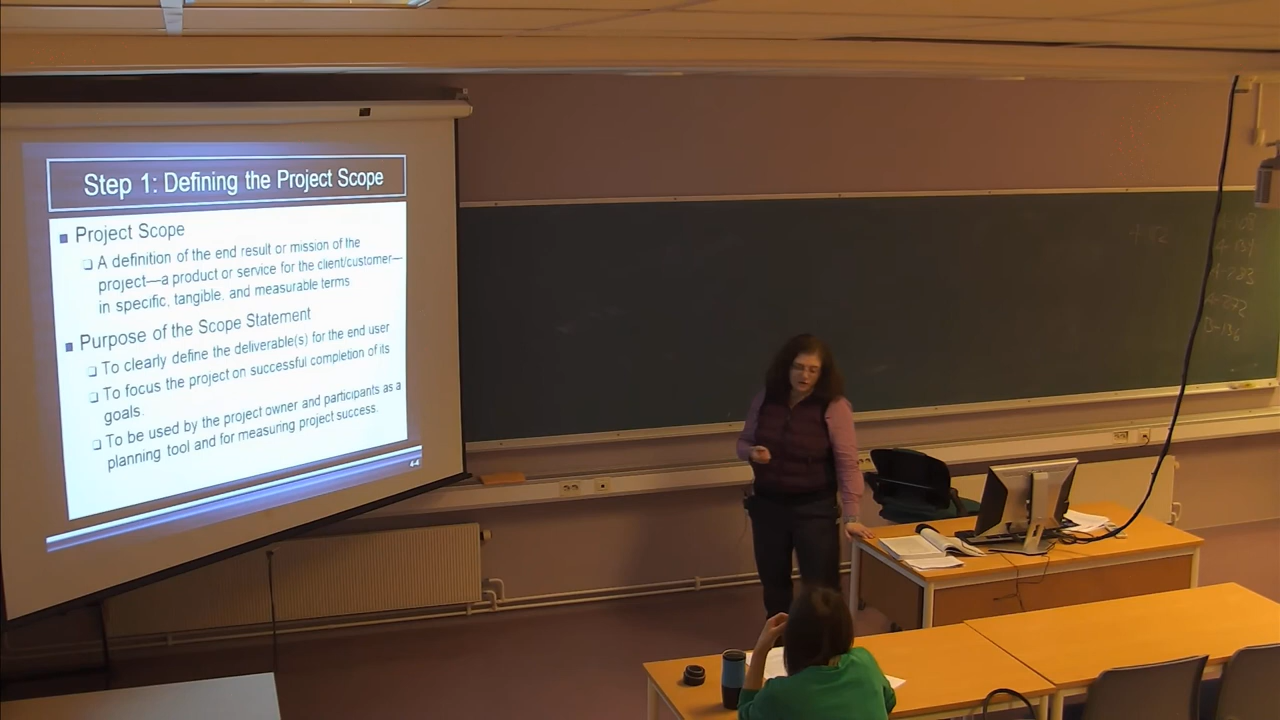 Step 1: Defining the Project Scope
Project Scope
A definition of the end result or mission of the
project—a product or service for the client/customer—
in specific, tangible, and measurable terms
Purpose of the Scope Statement
To clearly define the deliverable(s) for the end user
To focus the project on successful completion of its
goals.
To be used by the project owner and participants as a
planning tool and for measuring project success.
4-4